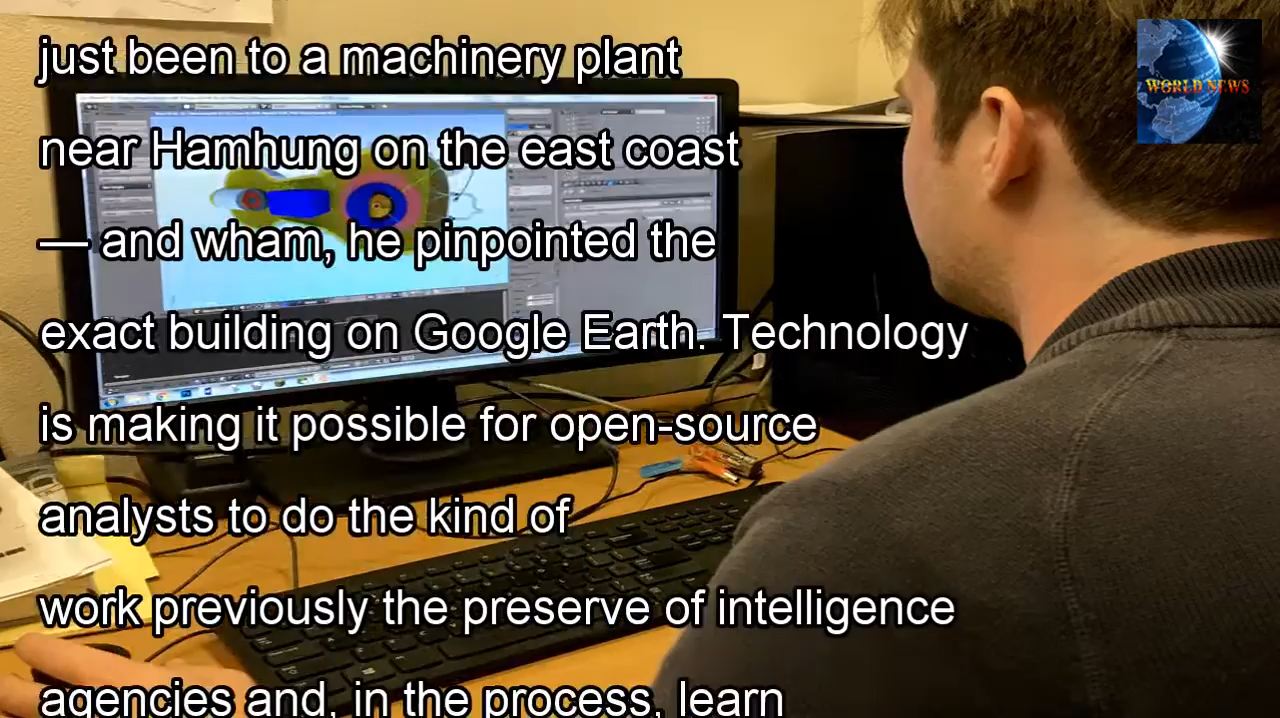 just been to a machinery plant
near Hamhung on the east coast
— and wham, he pinpointed the
exact building on Google Earth. Technology
is making it possible for open-source
analysts to do the kind of
work previously the preserve of intelligence
agencies and, in the process, learn
WORLD NEWS